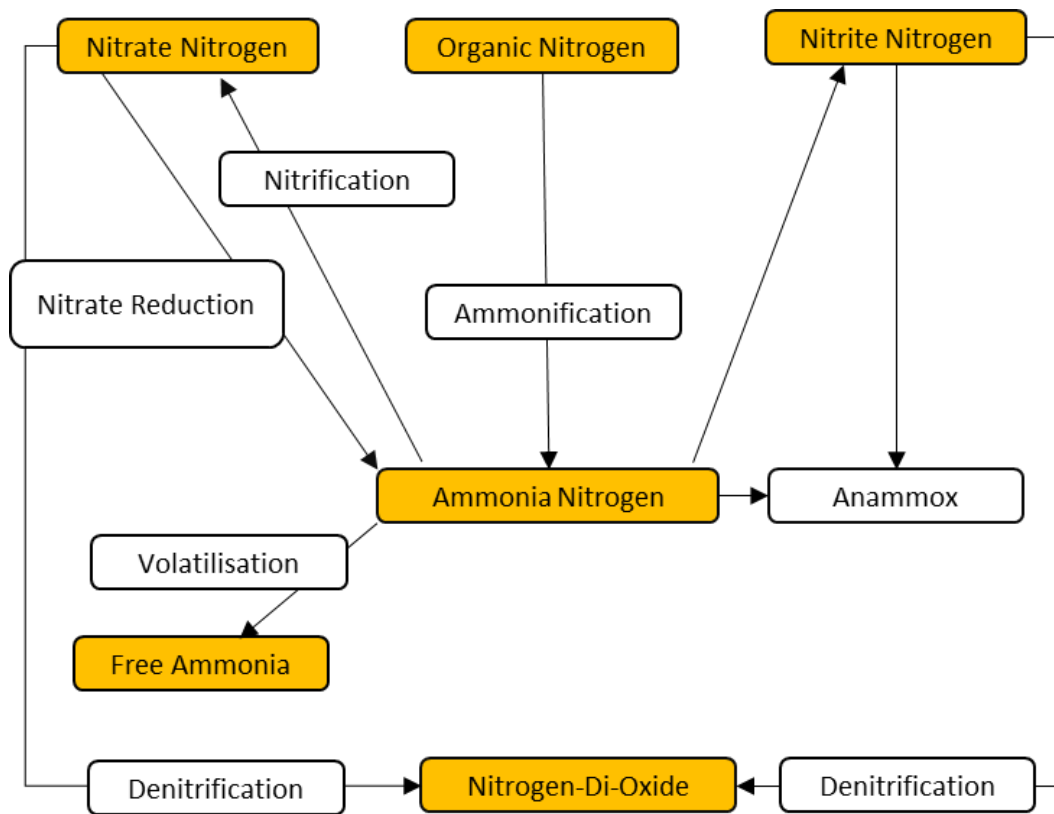 Nitrate Nitrogen
Organic Nitrogen
Nitrite Nitrogen
Nitrification
Nitrate Reduction
Ammonification
Ammonia Nitrogen
Anammox
Volatilisation
Free Ammonia
Denitrification
Nitrogen-Di-Oxide
Denitrification